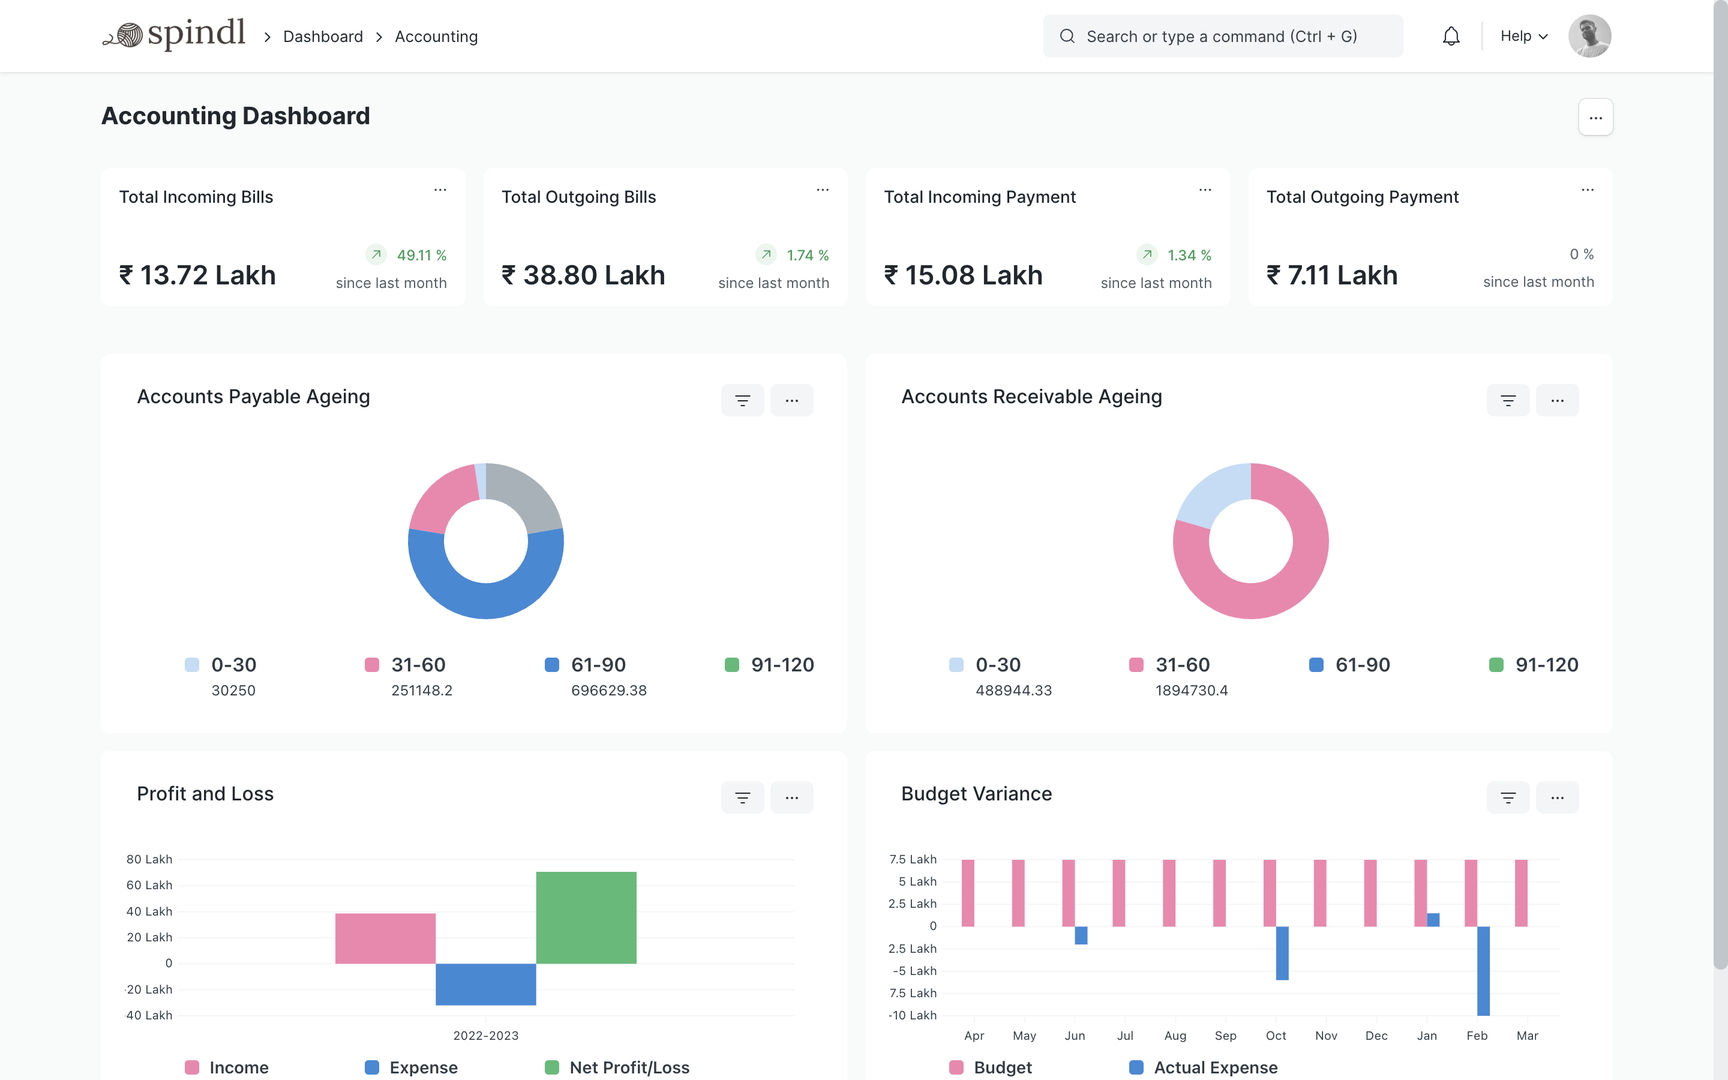 spindl
Dashboard
Accounting
Search or type a command (Ctrl + G)
Help
Accounting Dashboard
...
Total Incoming Bills
...
₹ 13.72 Lakh
49.11 %
since last month
Total Outgoing Bills
...
₹ 38.80 Lakh
1.74 %
since last month
Total Incoming Payment
...
₹ 15.08 Lakh
1.34 %
since last month
Total Outgoing Payment
...
₹ 7.11 Lakh
0 %
since last month
Accounts Payable Ageing
...
0-30
30250
31-60
251148.2
61-90
696629.38
91-120
Accounts Receivable Ageing
...
0-30
488944.33
31-60
1894730.4
61-90
91-120
Profit and Loss
...
80 Lakh
60 Lakh
40 Lakh
20 Lakh
0
-20 Lakh
40 Lakh
2022-2023
Income
Expense
Net Profit/Loss
Budget Variance
...
7.5 Lakh
5 Lakh
2.5 Lakh
0
2.5 Lakh
-5 Lakh
7.5 Lakh
-10 Lakh
Apr May Jun Jul Aug Sep Oct Nov Dec Jan Feb Mar
Budget
Actual Expense